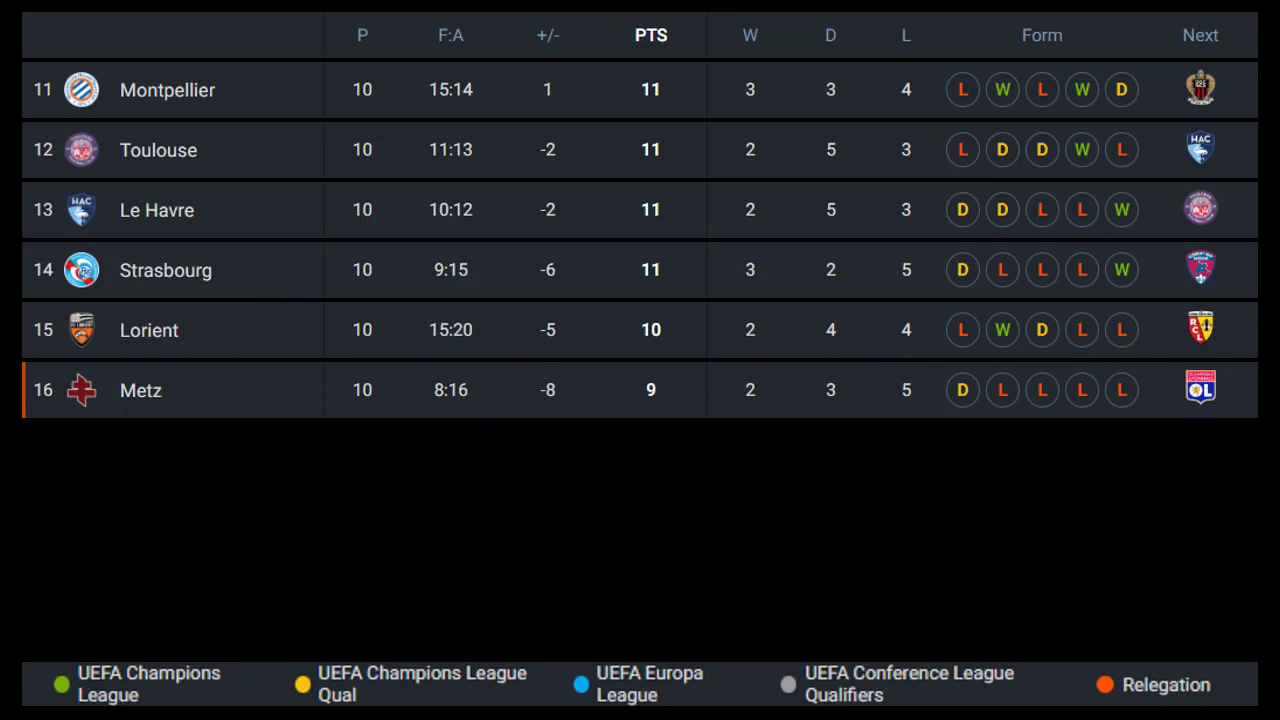 P F:A +/- PTS W D L Form Next
11 Montpellier 10 15:14 1 11 3 3 4 L W L W D
12 Toulouse 10 11:13 -2 11 2 5 3 L D D W L HAC
13 HAC Le Havre 10 10:12 -2 11 2 5 3 D D L L W
14 Strasbourg 10 9:15 -6 11 3 2 5 D L L L W
15 Lorient 10 15:20 -5 10 2 4 4 L W D L L RCL
16 Metz 10 8:16 -8 9 2 3 5 D L L L L OL
UEFA Champions League
UEFA Champions League Qual
UEFA Europa League
UEFA Conference League Qualifiers
Relegation